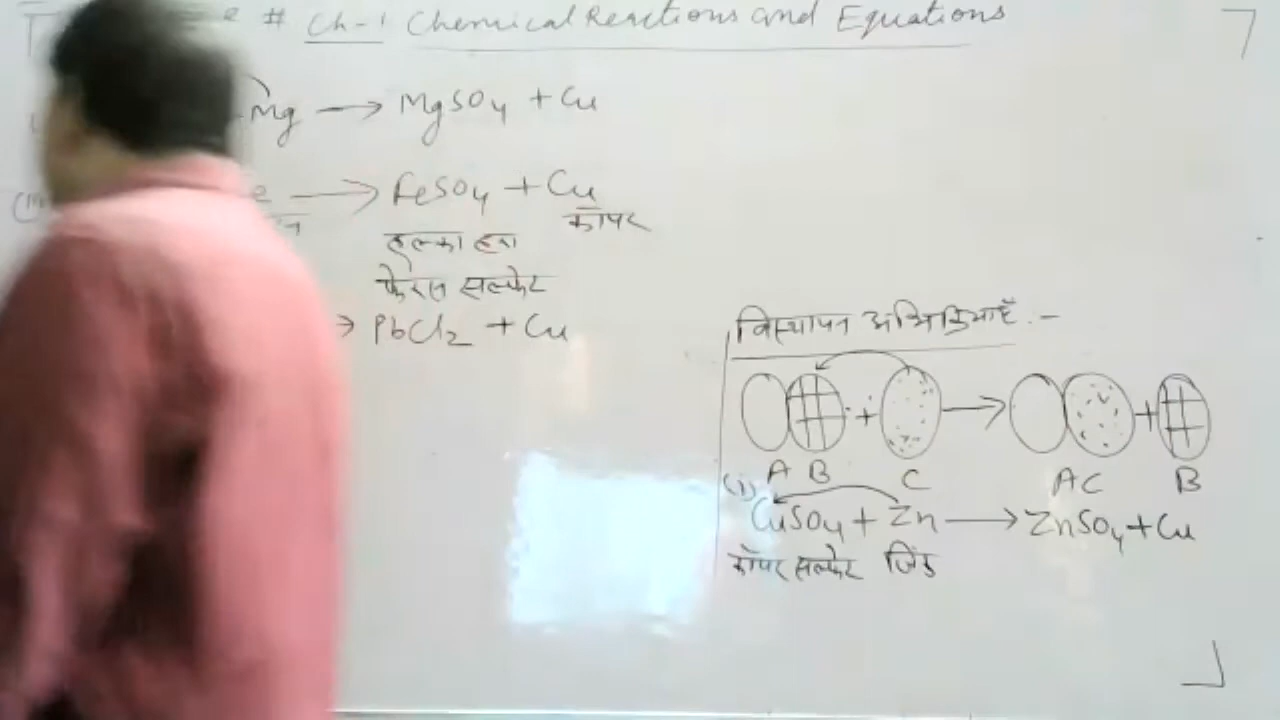 # Ch-1 Chemical Reactions and Equations
Mg → MgSO4 + Cu
→ FeSO4 + Cu
कॉपर
हल्का हरा
फेरस सल्फेट
→ PbCl2 + Cu
विस्थापन अभिक्रियाएँ :-
+ → +
A B C AC B
(1)
CuSO4 + Zn → ZnSO4 + Cu
कॉपर सल्फेट जिंक